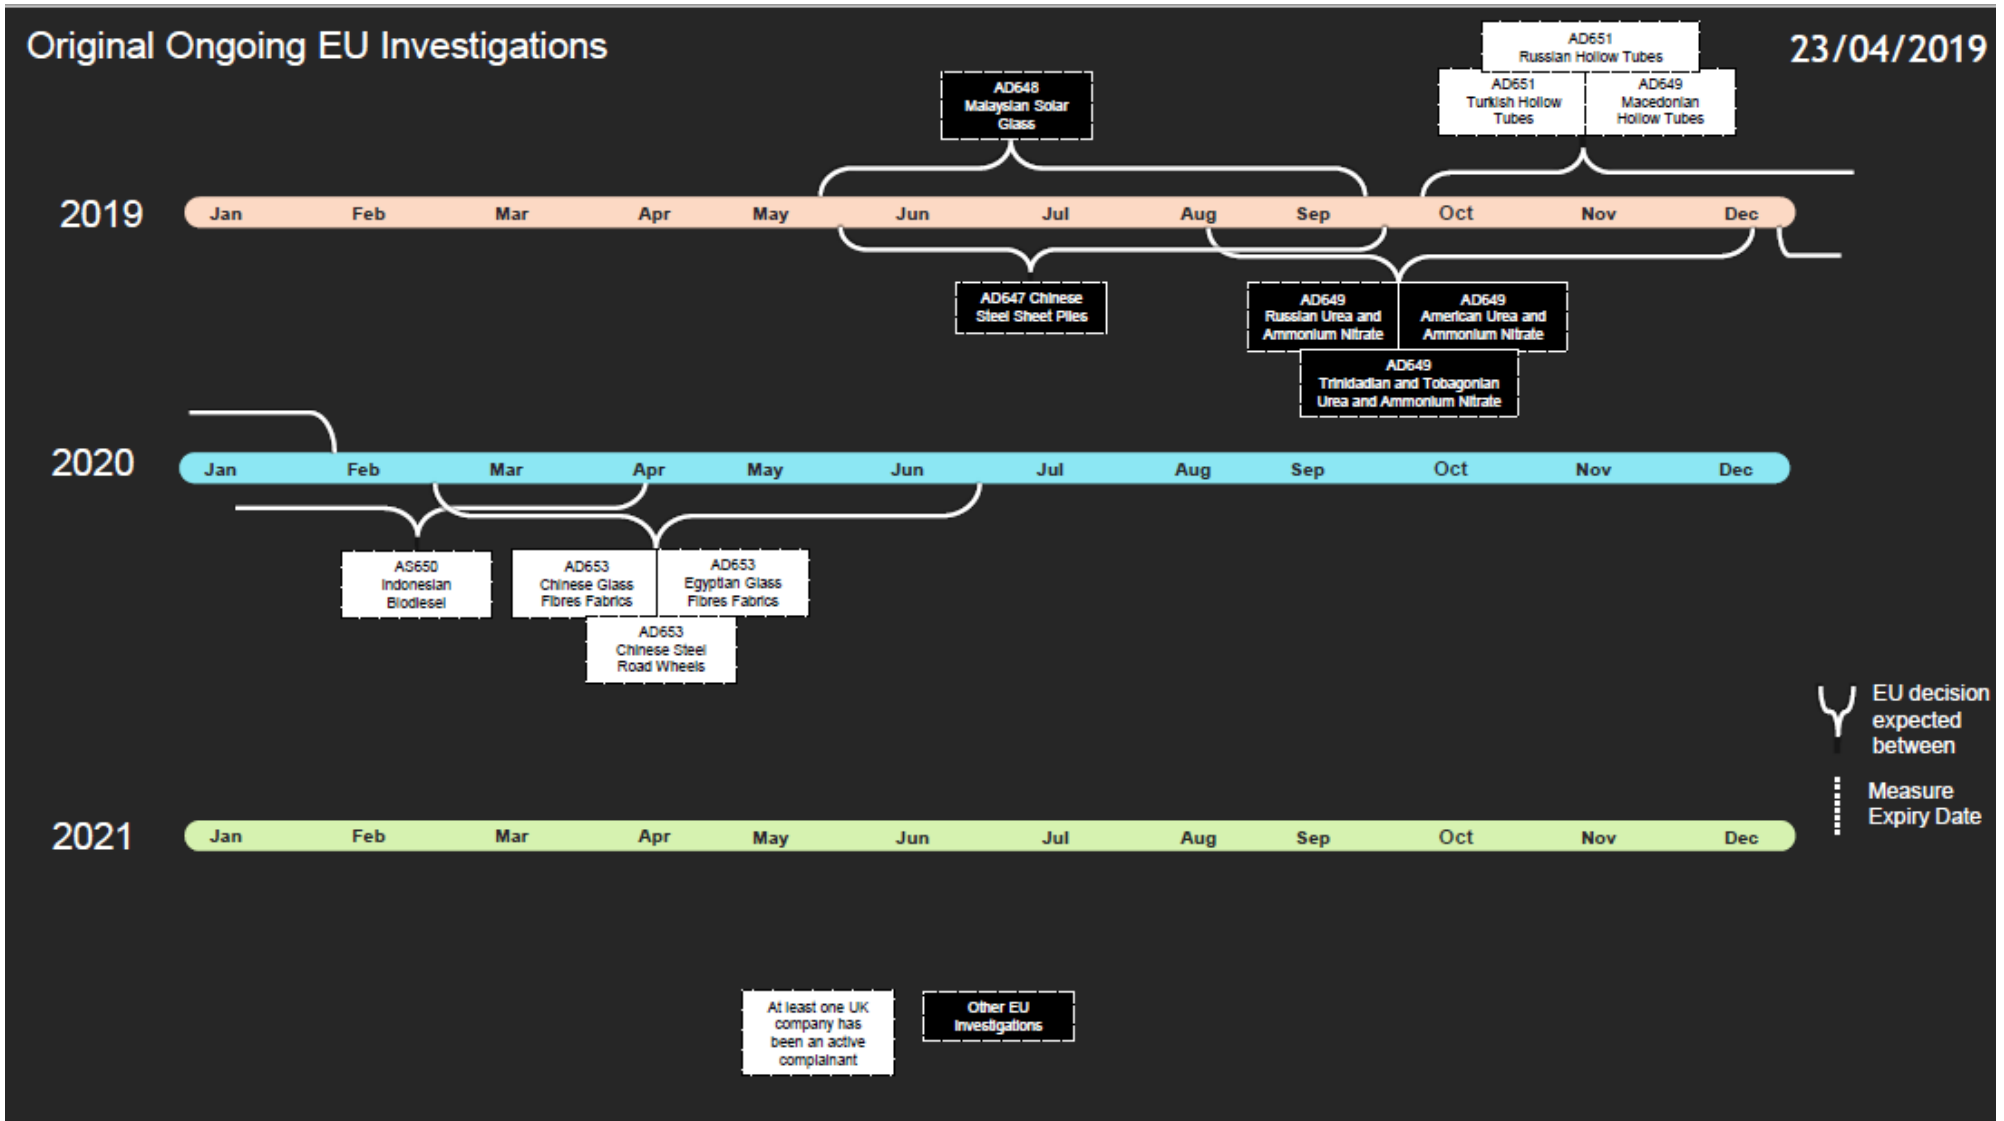 Original Ongoing EU Investigations
23/04/2019
AD651
Russian Hollow Tubes
AD651
Turkish Hollow
Tubes
AD649
Macedonian
Hollow Tubes
AD648
Malaysian Solar
Glass
2019
Jan Feb Mar Apr May Jun Jul Aug Sep Oct Nov Dec
AD647 Chinese
Steel Sheet Piles
AD649
Russian Urea and
Ammonium Nitrate
AD649
American Urea and
Ammonium Nitrate
AD649
Trinidadian and Tobagonian
Urea and Ammonium Nitrate
2020
Jan Feb Mar Apr May Jun Jul Aug Sep Oct Nov Dec
AS650
Indonesian
Biodiesel
AD653
Chinese Glass
Fibres Fabrics
AD653
Egyptian Glass
Fibres Fabrics
AD653
Chinese Steel
Road Wheels
EU decision
expected
between
Measure
Expiry Date
2021
Jan Feb Mar Apr May Jun Jul Aug Sep Oct Nov Dec
At least one UK
company has
been an active
complainant
Other EU
Investigations